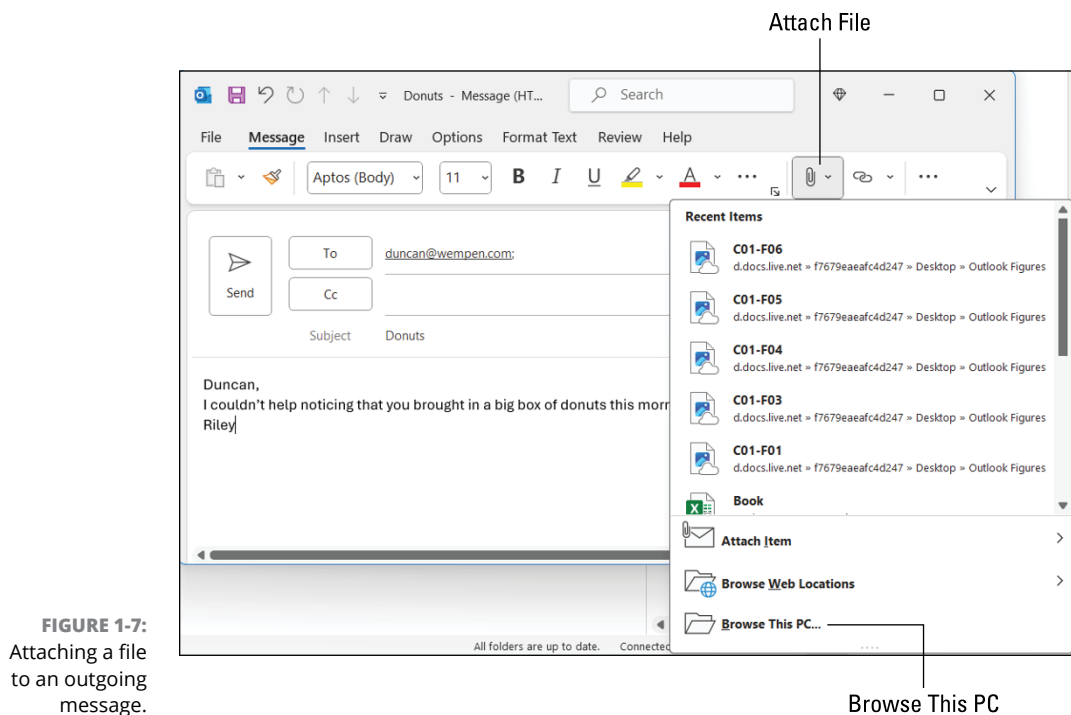 Attach File
Donuts - Message (HT...
Search
File Message Insert Draw Options Format Text Review Help
Aptos (Body) 11 B I U A ...
Recent Items
C01-F06
d.docs.live.net » f7679eaeafc4d247 » Desktop » Outlook Figures
C01-F05
d.docs.live.net » f7679eaeafc4d247 » Desktop » Outlook Figures
C01-F04
d.docs.live.net » f7679eaeafc4d247 » Desktop » Outlook Figures
C01-F03
d.docs.live.net » f7679eaeafc4d247 » Desktop » Outlook Figures
C01-F01
d.docs.live.net » f7679eaeafc4d247 » Desktop » Outlook Figures
Book
Attach Item
Browse Web Locations
Browse This PC...
Send
To duncan@wempen.com;
Cc
Subject Donuts
Duncan,
I couldn't help noticing that you brought in a big box of donuts this morr
Riley
All folders are up to date. Connected
Browse This PC
FIGURE 1-7:
Attaching a file
to an outgoing
message.